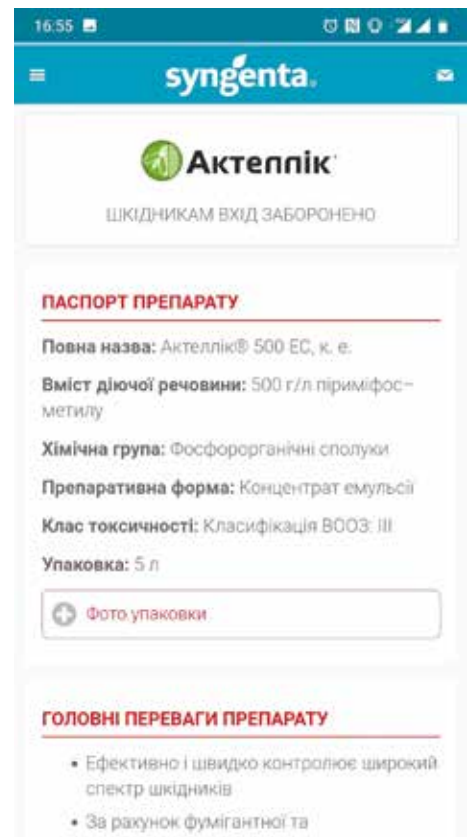 16:55
syngenta.
Актеллік
ШКІДНИКАМ ВХІД ЗАБОРОНЕНО
ПАСПОРТ ПРЕПАРАТУ
Повна назва: Актеллік® 500 ЕС, к. е.
Вміст діючої речовини: 500 г/л піриміфос–
метилу
Хімічна група: Фосфорорганічні сполуки
Препаративна форма: Концентрат емульсії
Клас токсичності: Класифікація ВООЗ: III
Упаковка: 5 л
Фото упаковки
ГОЛОВНІ ПЕРЕВАГИ ПРЕПАРАТУ
• Ефективно і швидко контролює широкий
спектр шкідників
• За рахунок фумігантної та